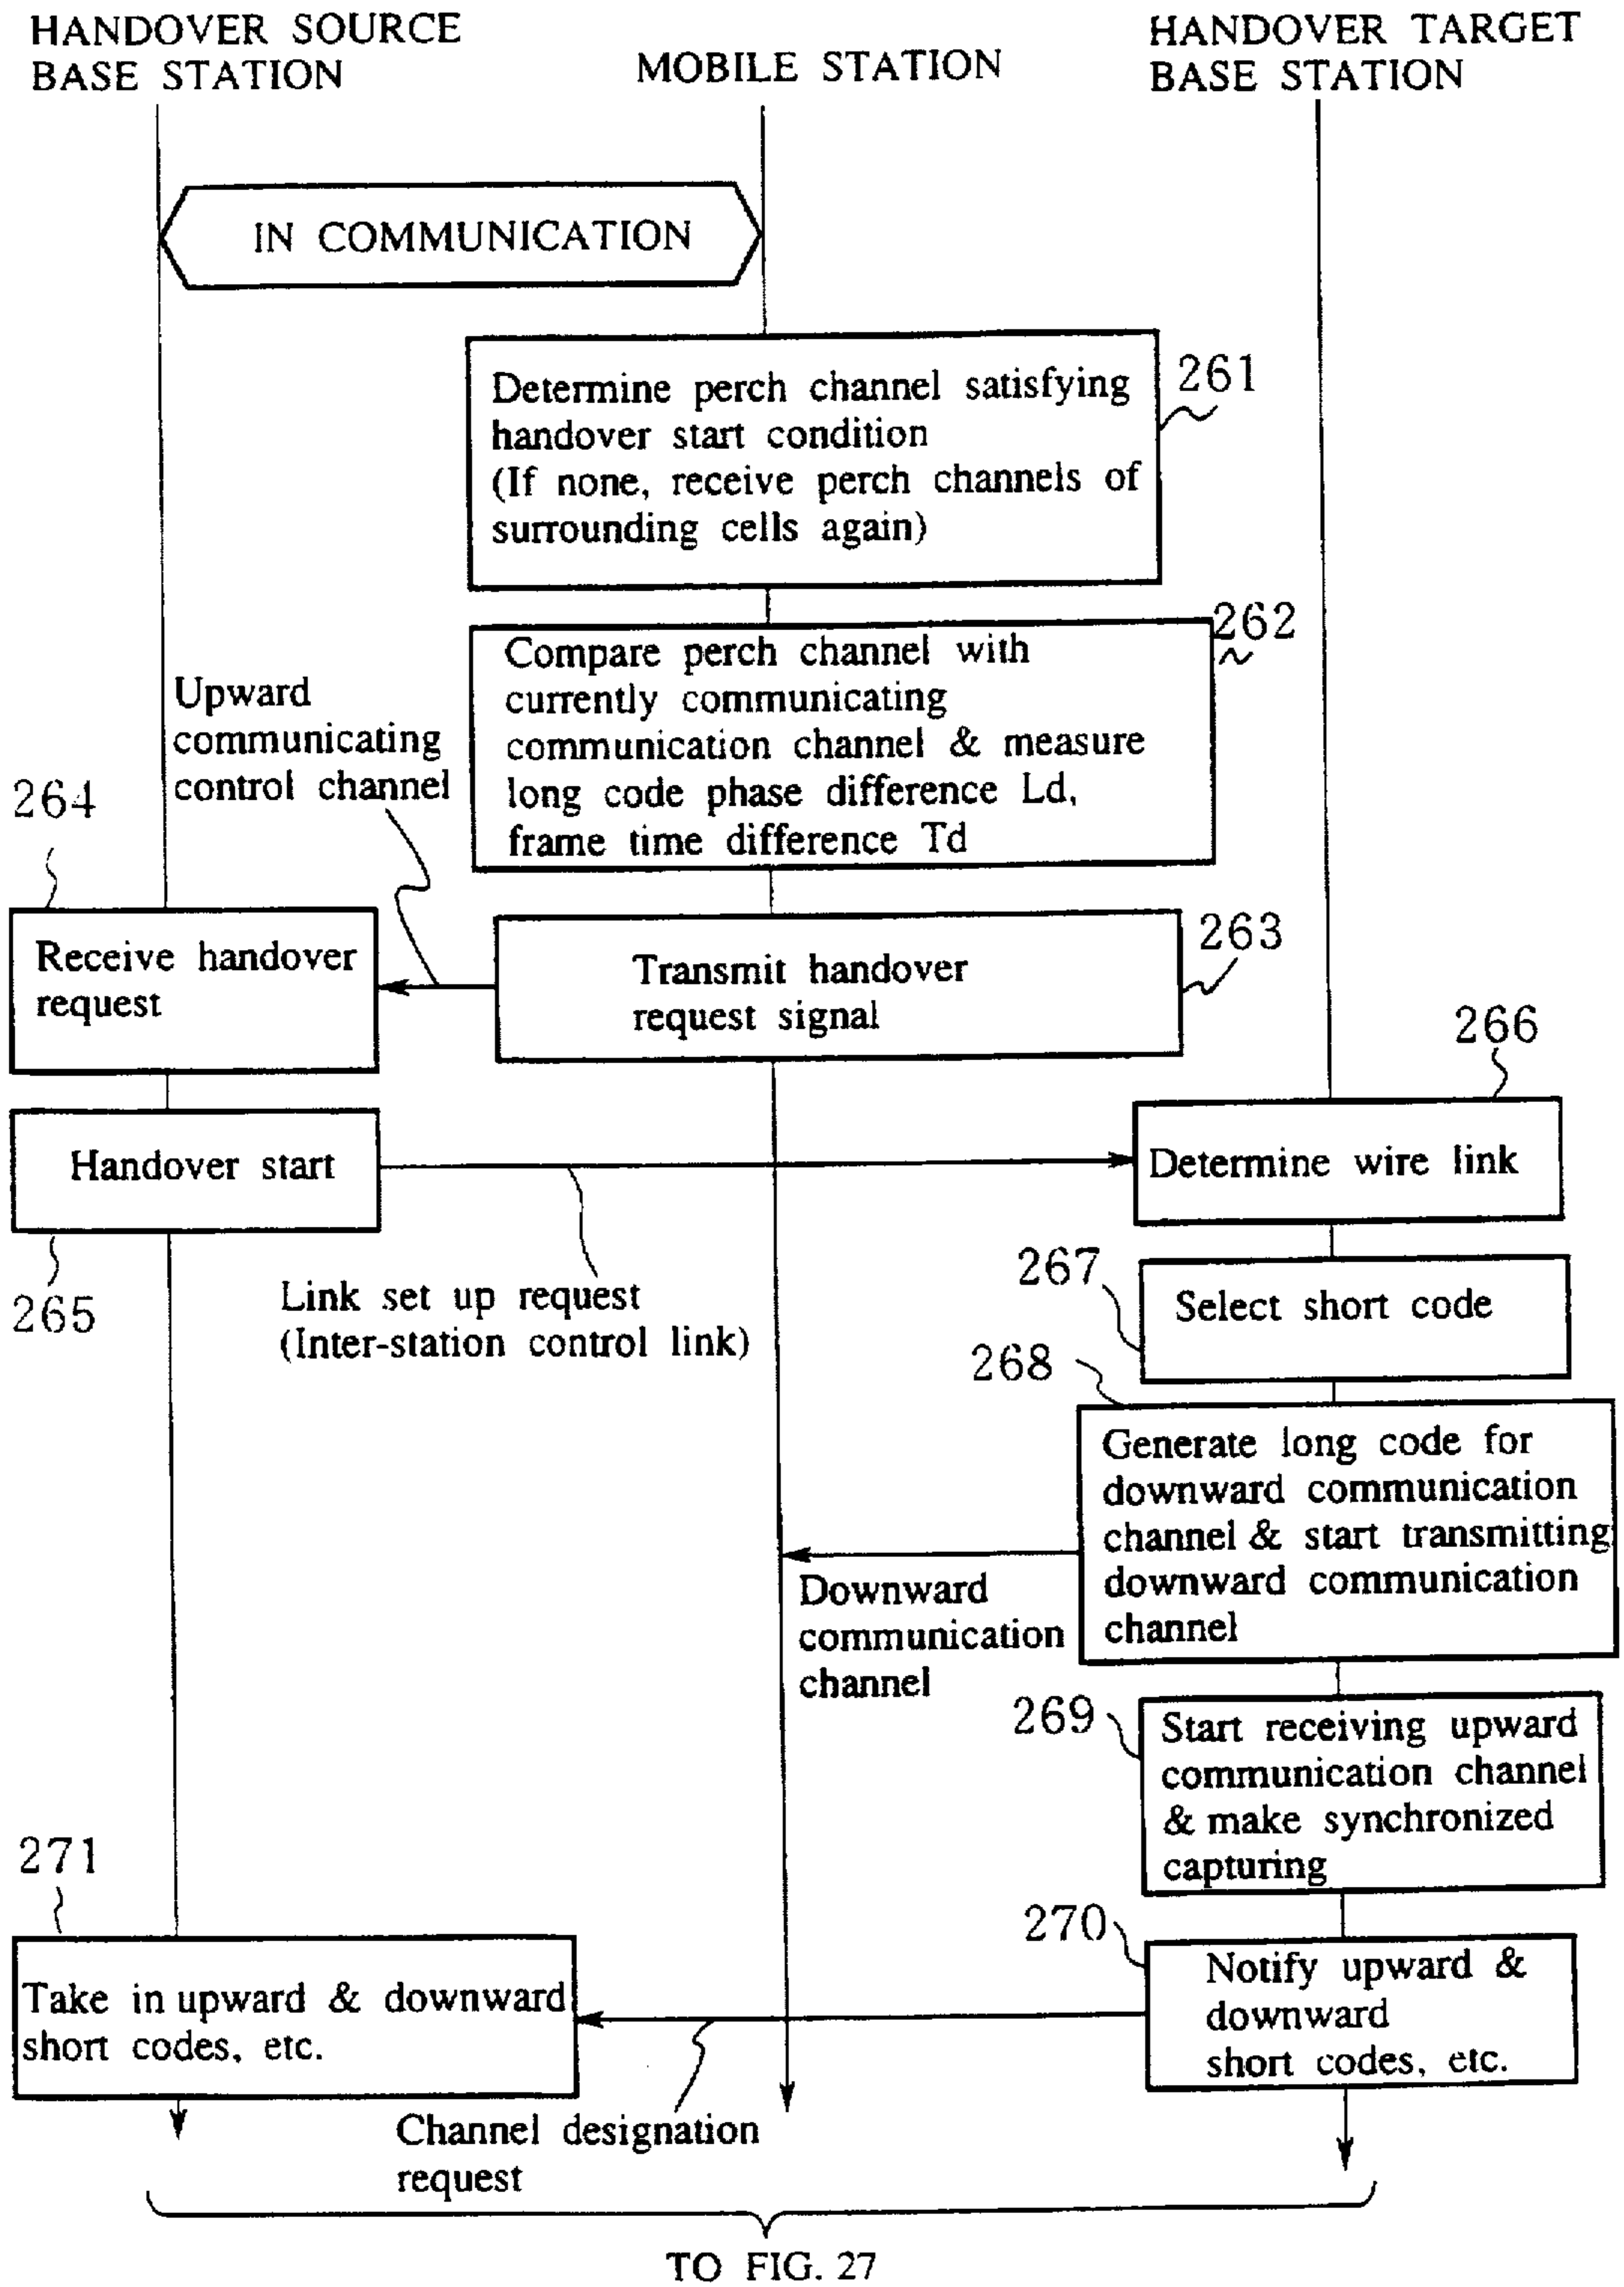 HANDOVER SOURCE
BASE STATION
MOBILE STATION
HANDOVER TARGET
BASE STATION
IN COMMUNICATION
261
Determine perch channel satisfying
handover start condition
(If none, receive perch channels of
surrounding cells again)
262
Compare perch channel with
currently communicating
communication channel & measure
long code phase difference Ld,
frame time difference Td
Upward
communicating
control channel
264
Receive handover
request
263
Transmit handover
request signal
266
Handover start
Determine wire link
265
Link set up request
(Inter-station control link)
267
Select short code
268
Generate long code for
downward communication
channel & start transmitting
downward communication
channel
Downward
communication
channel
269
Start receiving upward
communication channel
& make synchronized
capturing
271
Take in upward & downward
short codes, etc.
270
Notify upward &
downward
short codes, etc.
Channel designation
request
TO FIG. 27